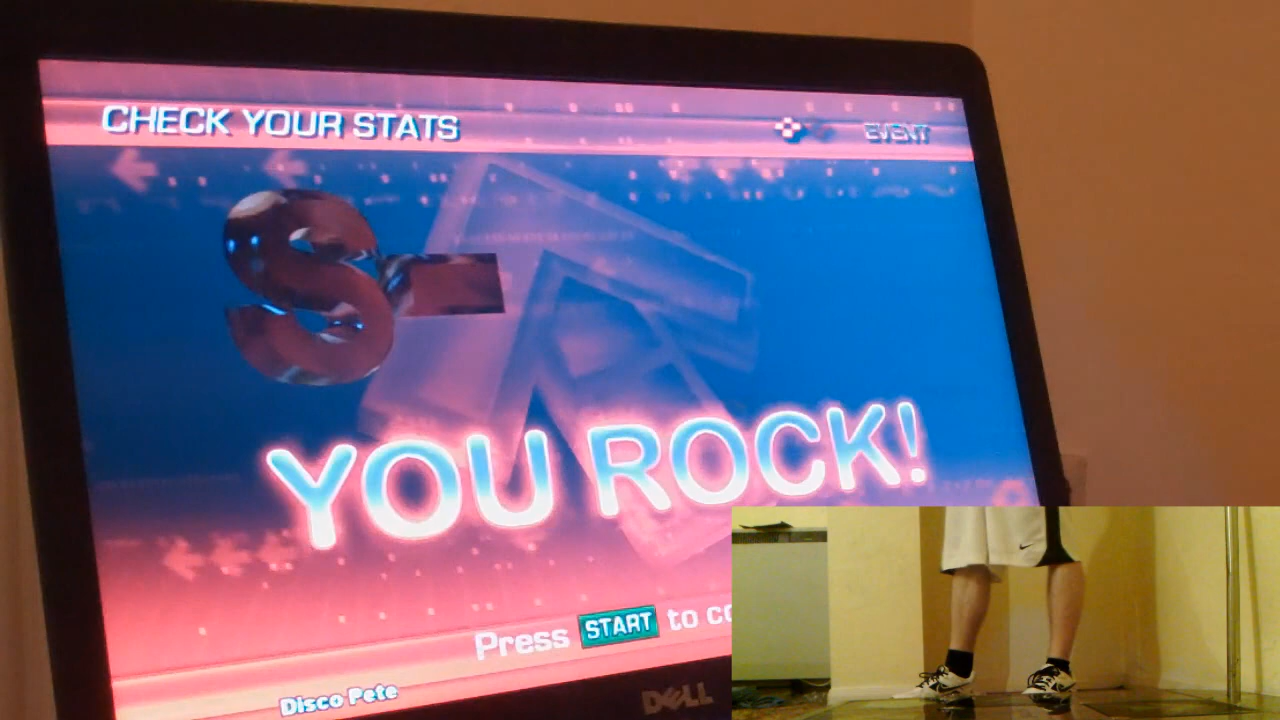 CHECK YOUR STATS
EVENT
S-
YOU ROCK!
Press START to co
Disco Pete
DELL